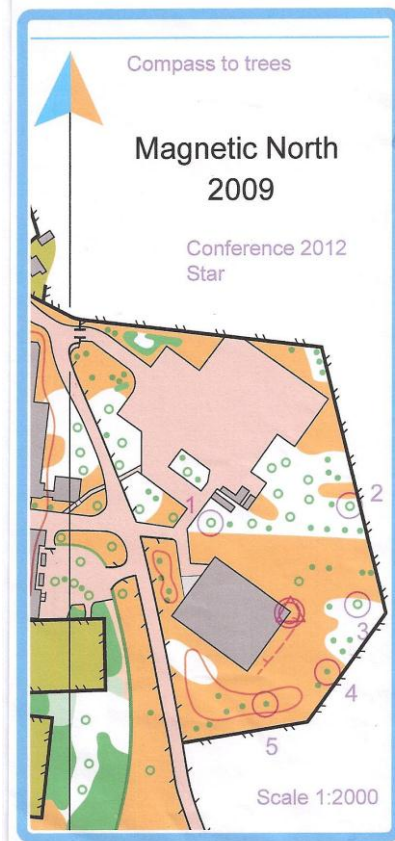 Compass to trees
Magnetic North
2009
Conference 2012
Star
1
2
3
4
5
Scale 1:2000